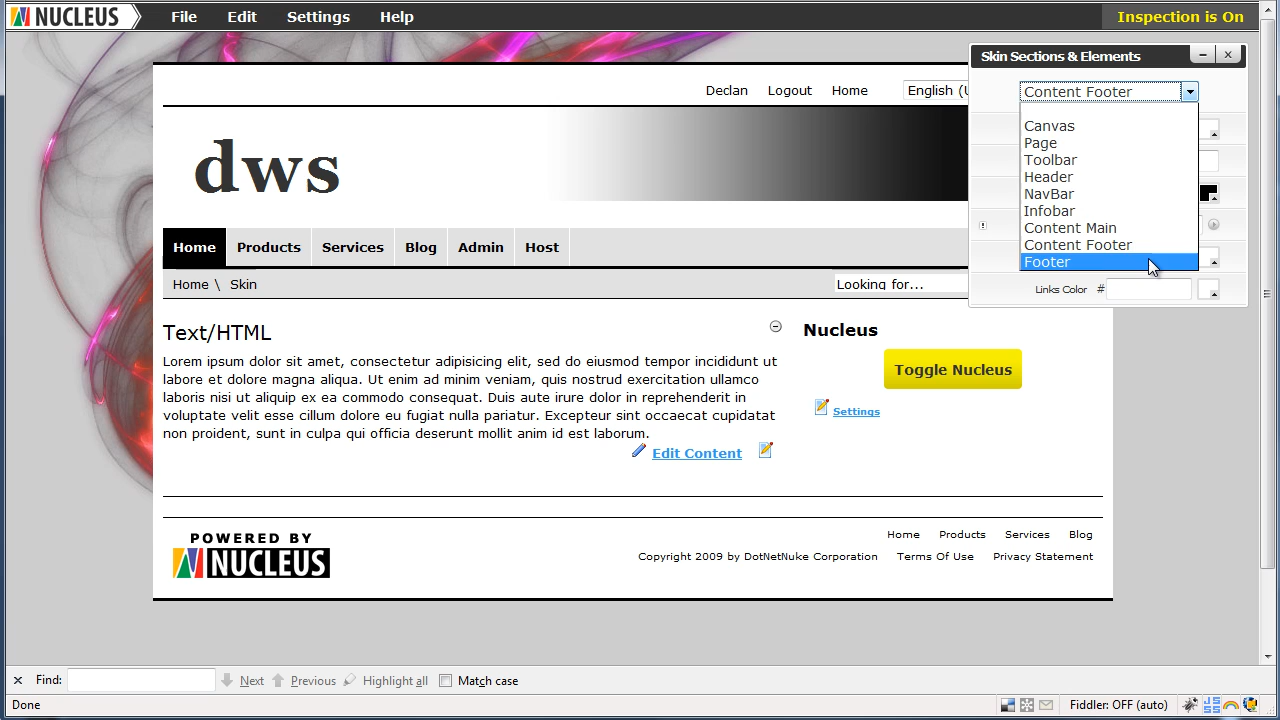 NUCLEUS File Edit Settings Help Inspection is On
Skin Sections & Elements
Declan Logout Home English (U
Content Footer
Canvas
Page
Toolbar
Header
NavBar
Infobar
Content Main
Content Footer
Footer
Links Color #
dws
Home Products Services Blog Admin Host
Home \ Skin Looking for...
Text/HTML
Lorem ipsum dolor sit amet, consectetur adipisicing elit, sed do eiusmod tempor incididunt ut
labore et dolore magna aliqua. Ut enim ad minim veniam, quis nostrud exercitation ullamco
laboris nisi ut aliquip ex ea commodo consequat. Duis aute irure dolor in reprehenderit in
voluptate velit esse cillum dolore eu fugiat nulla pariatur. Excepteur sint occaecat cupidatat
non proident, sunt in culpa qui officia deserunt mollit anim id est laborum.
Edit Content
Nucleus
Toggle Nucleus
Settings
POWERED BY
NUCLEUS
Home Products Services Blog
Copyright 2009 by DotNetNuke Corporation Terms Of Use Privacy Statement
Find: Next Previous Highlight all Match case
Done Fiddler: OFF (auto)